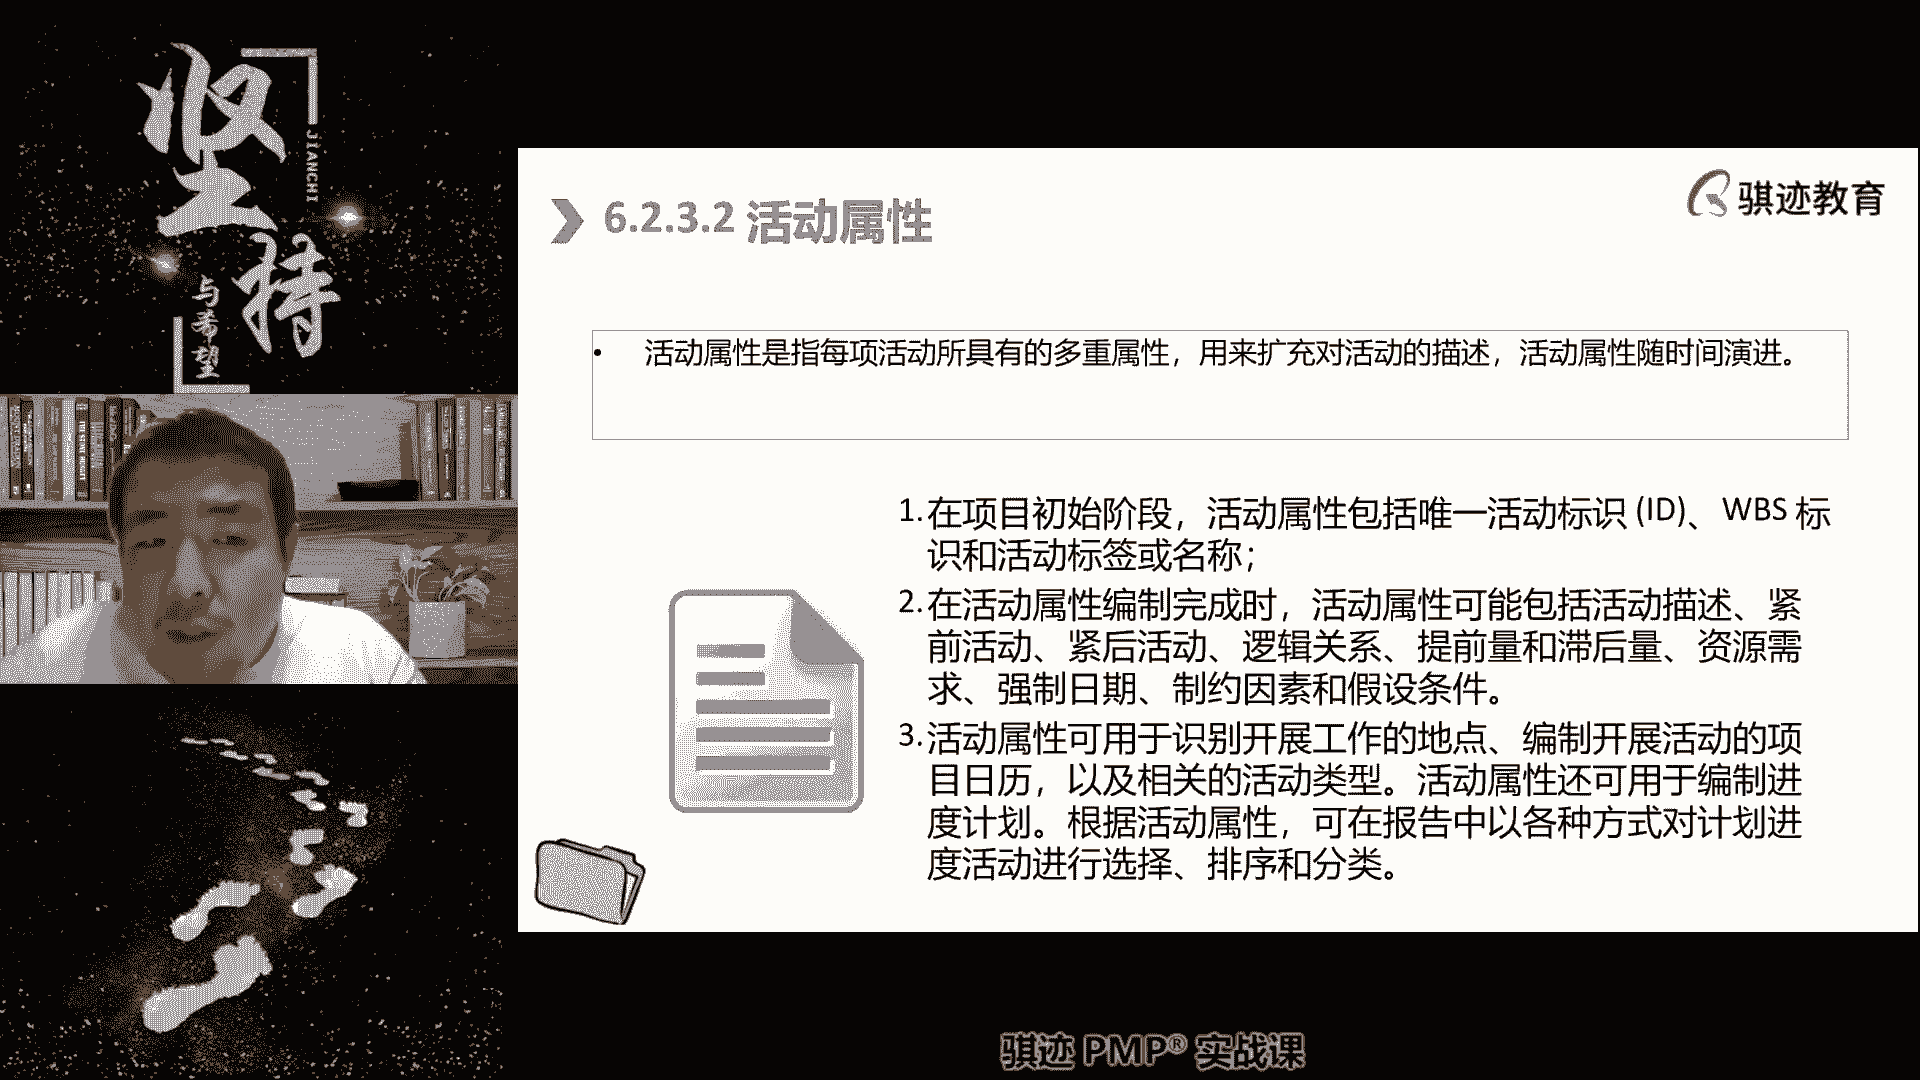 坚持
JIANCHI
与希望
骐迹教育
6.2.3.2 活动属性
• 活动属性是指每项活动所具有的多重属性，用来扩充对活动的描述，活动属性随时间演进。
1.在项目初始阶段，活动属性包括唯一活动标识 (ID)、WBS 标
识和活动标签或名称；
2.在活动属性编制完成时，活动属性可能包括活动描述、紧
前活动、紧后活动、逻辑关系、提前量和滞后量、资源需
求、强制日期、制约因素和假设条件。
3.活动属性可用于识别开展工作的地点、编制开展活动的项
目日历，以及相关的活动类型。活动属性还可用于编制进
度计划。根据活动属性，可在报告中以各种方式对计划进
度活动进行选择、排序和分类。
骐迹 PMP® 实战课